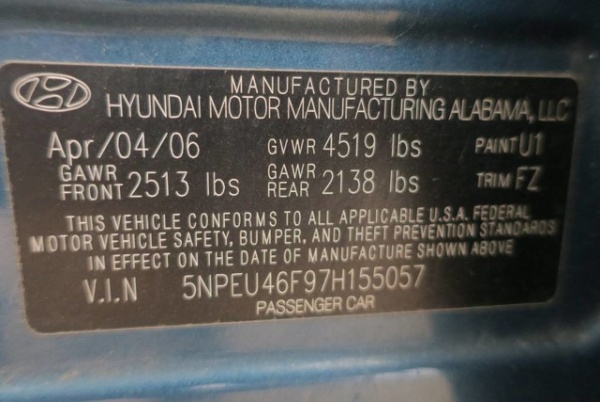 MANUFACTURED BY
HYUNDAI MOTOR MANUFACTURING ALABAMA, LLC
Apr/04/06 GVWR 4519 lbs PAINT U1
GAWR FRONT 2513 lbs GAWR REAR 2138 lbs TRIM FZ
THIS VEHICLE CONFORMS TO ALL APPLICABLE U.S.A. FEDERAL
MOTOR VEHICLE SAFETY, BUMPER, AND THEFT PREVENTION STANDARDS
IN EFFECT ON THE DATE OF MANUFACTURE SHOWN ABOVE
V.I.N 5NPEU46F97H155057
PASSENGER CAR